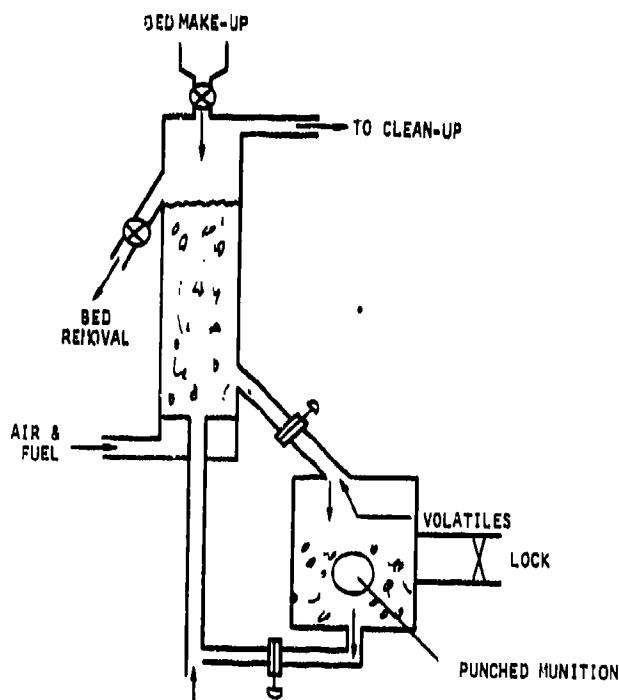 BED MAKE-UP
TO CLEAN-UP
BED
REMOVAL
AIR &
FUEL
VOLATILES
LOCK
PUNCHED MUNITION